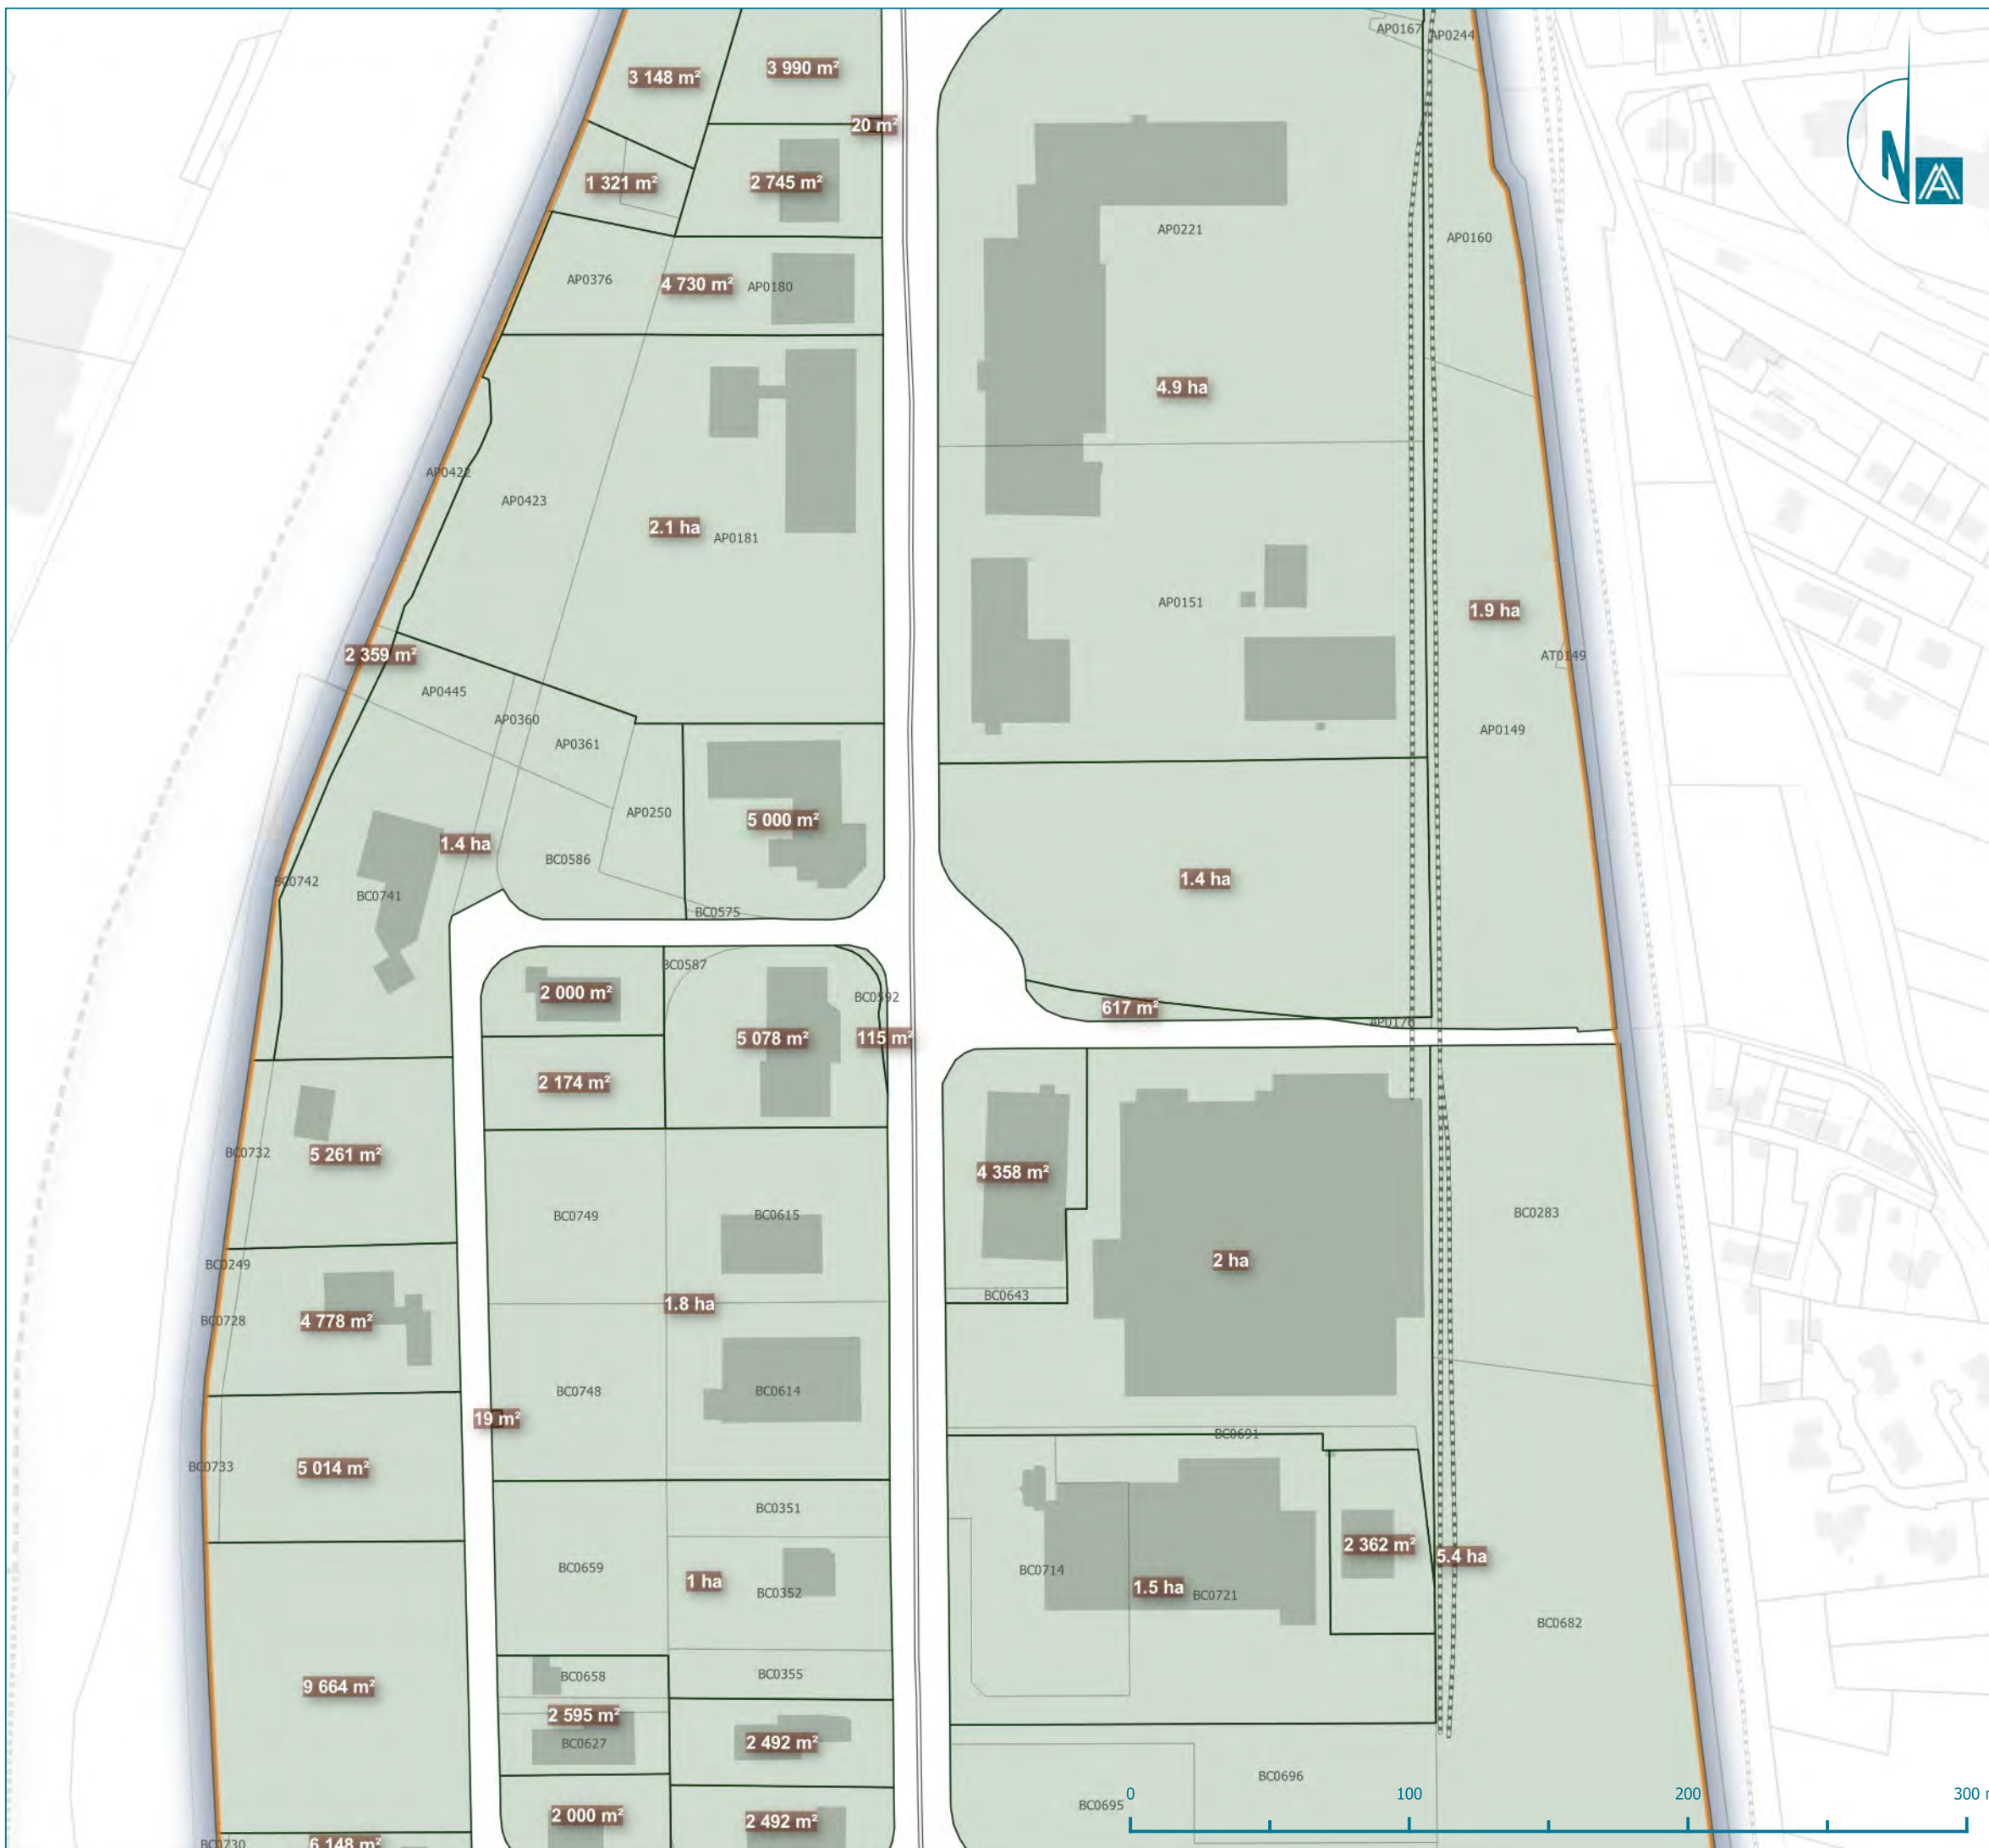 AP0167
AP0244
3 148 m²
3 990 m²
20 m²
N
1 321 m²
2 745 m²
AP0221
AP0160
AP0376
4 730 m²
AP0180
4.9 ha
AP0422
AP0423
2.1 ha
AP0181
AP0151
1.9 ha
2 359 m²
AT0149
AP0445
AP0360
AP0361
AP0149
AP0250
5 000 m²
1.4 ha
BC0586
1.4 ha
BC0742
BC0741
BC0575
BC0587
2 000 m²
BC0592
617 m²
AP0176
5 078 m²
115 m²
2 174 m²
BC0732
5 261 m²
4 358 m²
BC0749
BC0615
BC0283
BC0249
2 ha
BC0643
1.8 ha
BC0728
4 778 m²
BC0748
BC0614
19 m²
BC0691
BC0733
5 014 m²
BC0351
2 362 m²
5.4 ha
BC0659
1 ha
BC0352
BC0714
1.5 ha
BC0721
BC0682
BC0658
BC0355
9 664 m²
2 595 m²
BC0627
2 492 m²
BC0696
0
100
200
300 m
BC0695
2 000 m²
2 492 m²
BC0730
6 148 m²